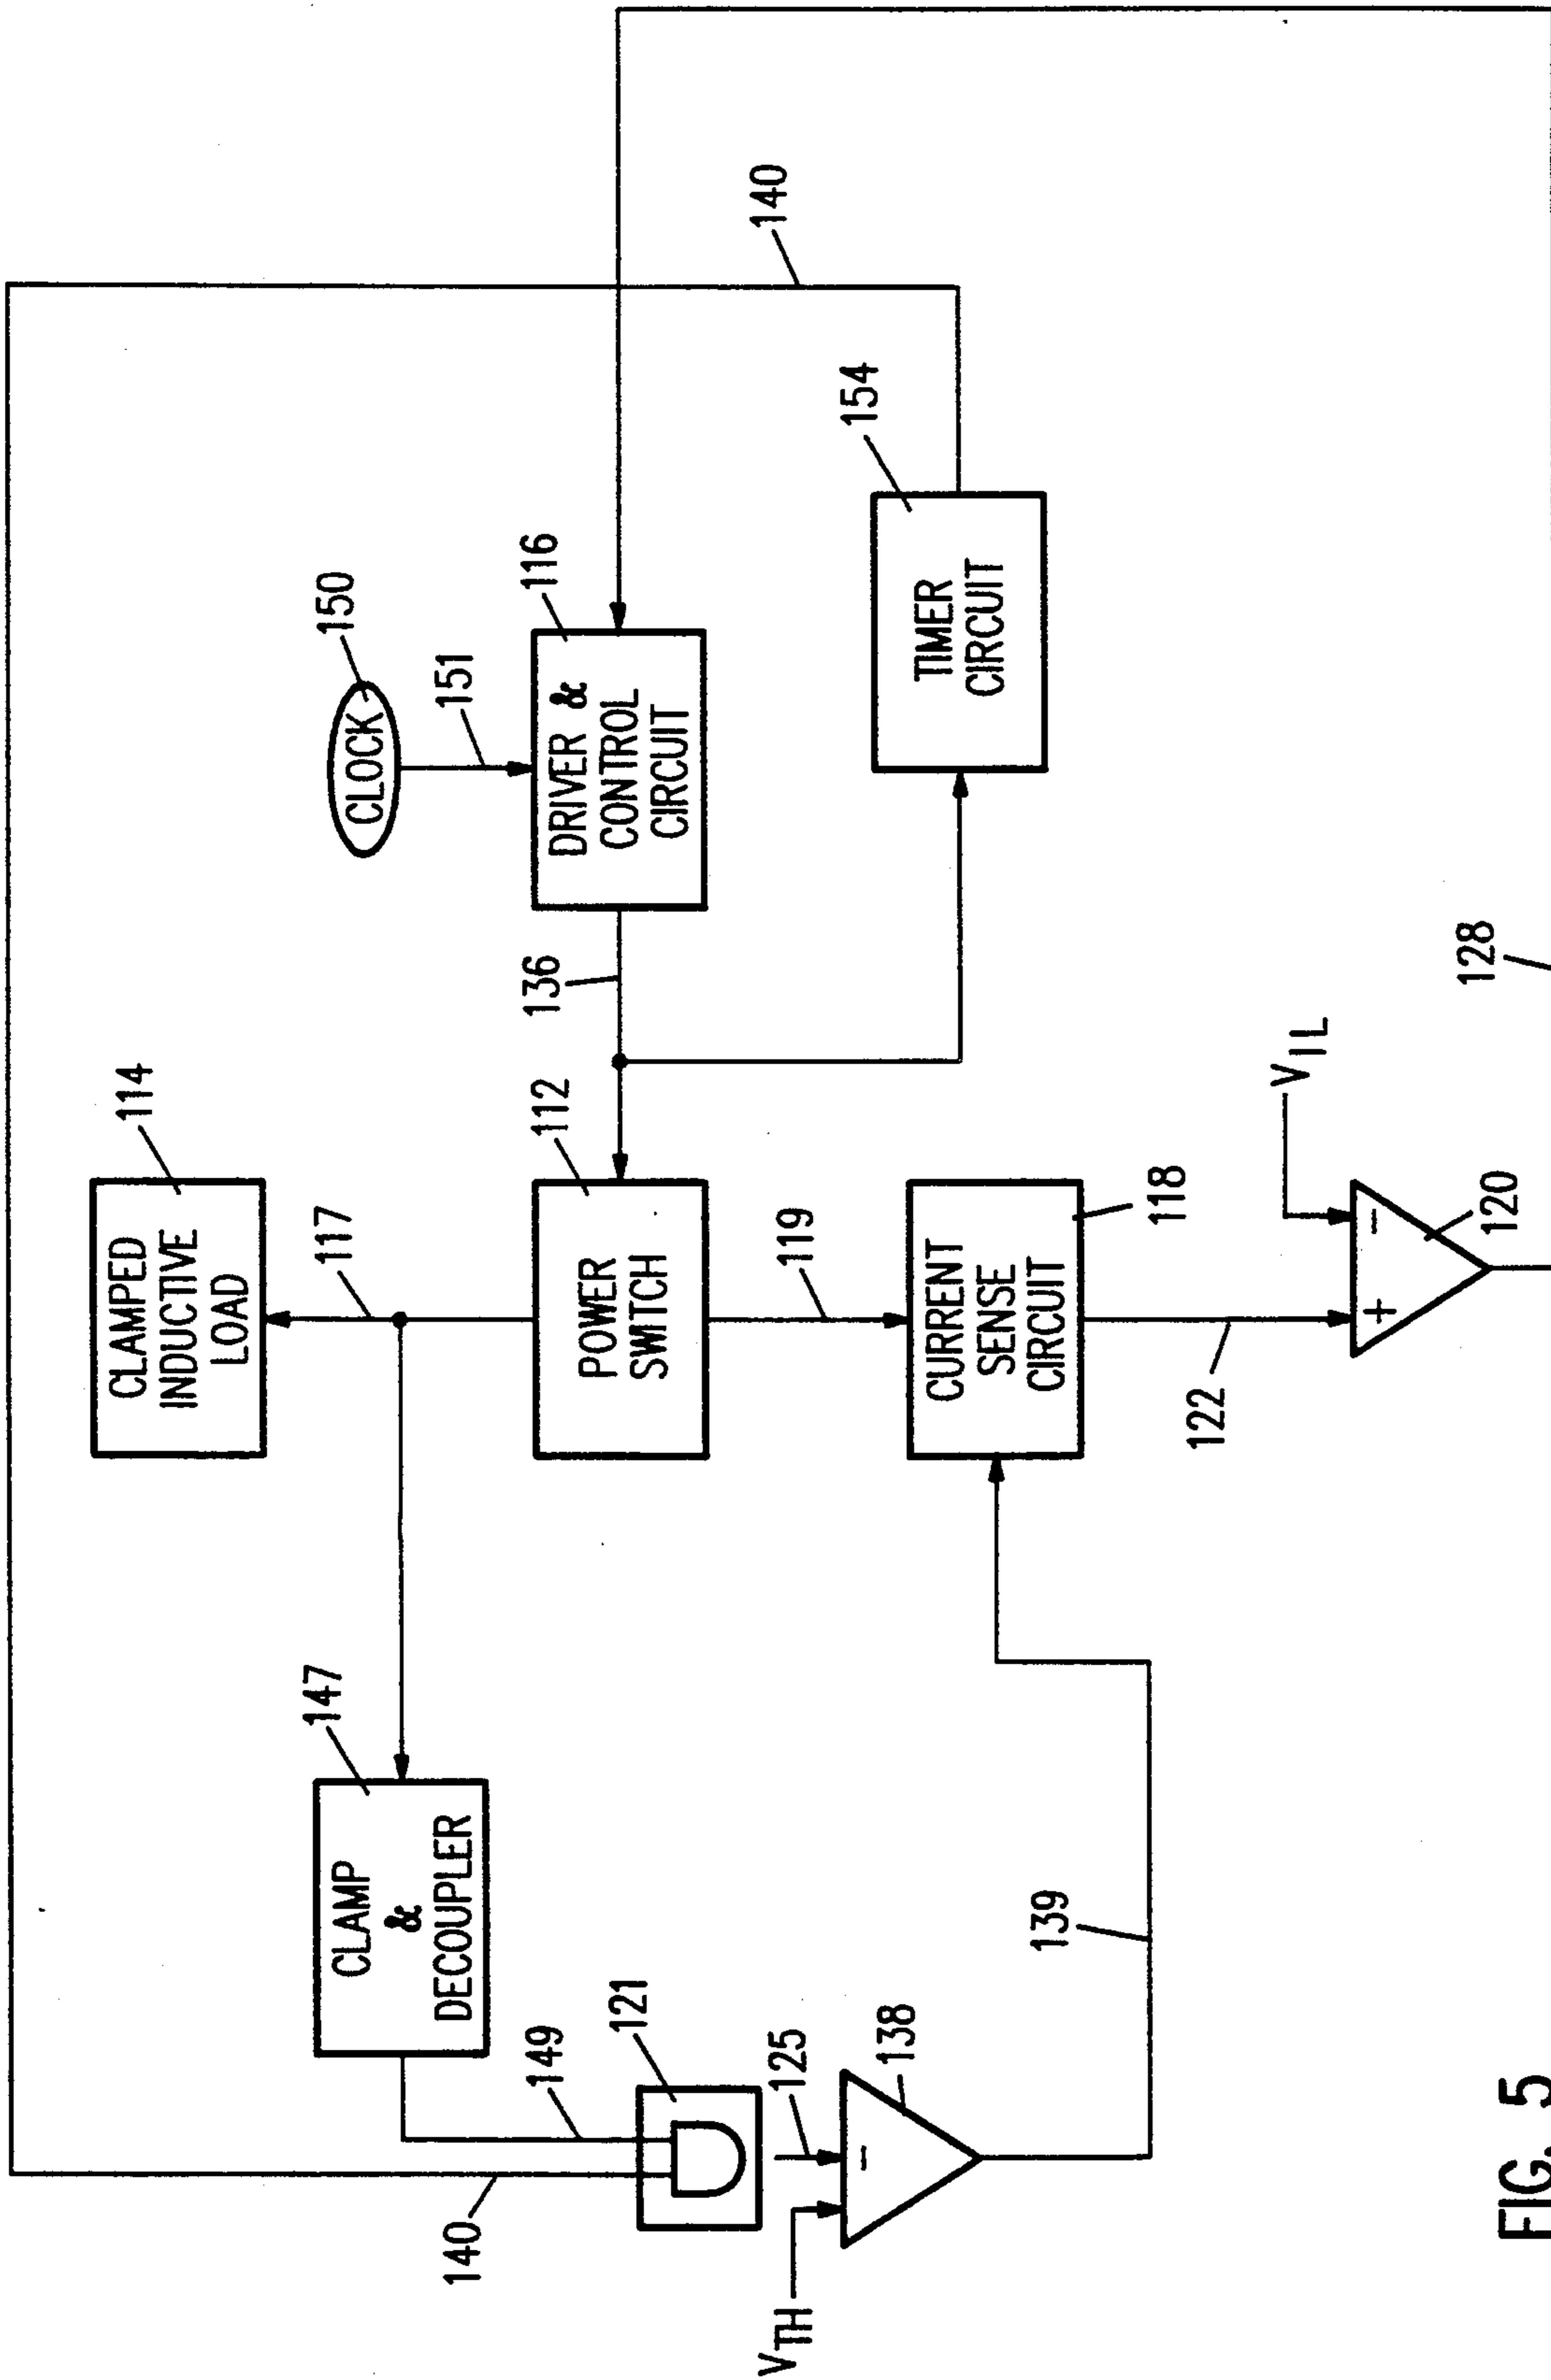 140
CLOCK
150
151
DRIVER &
CONTROL
CIRCUIT
116
136
TIMER
CIRCUIT
154
CLAMPED
INDUCTIVE
LOAD
114
117
POWER
SWITCH
112
119
CURRENT
SENSE
CIRCUIT
118
122
VIL
+
-
120
128
CLAMP
&
DECOUPLER
147
149
140
121
125
VTH
-
138
139
FIG. 5